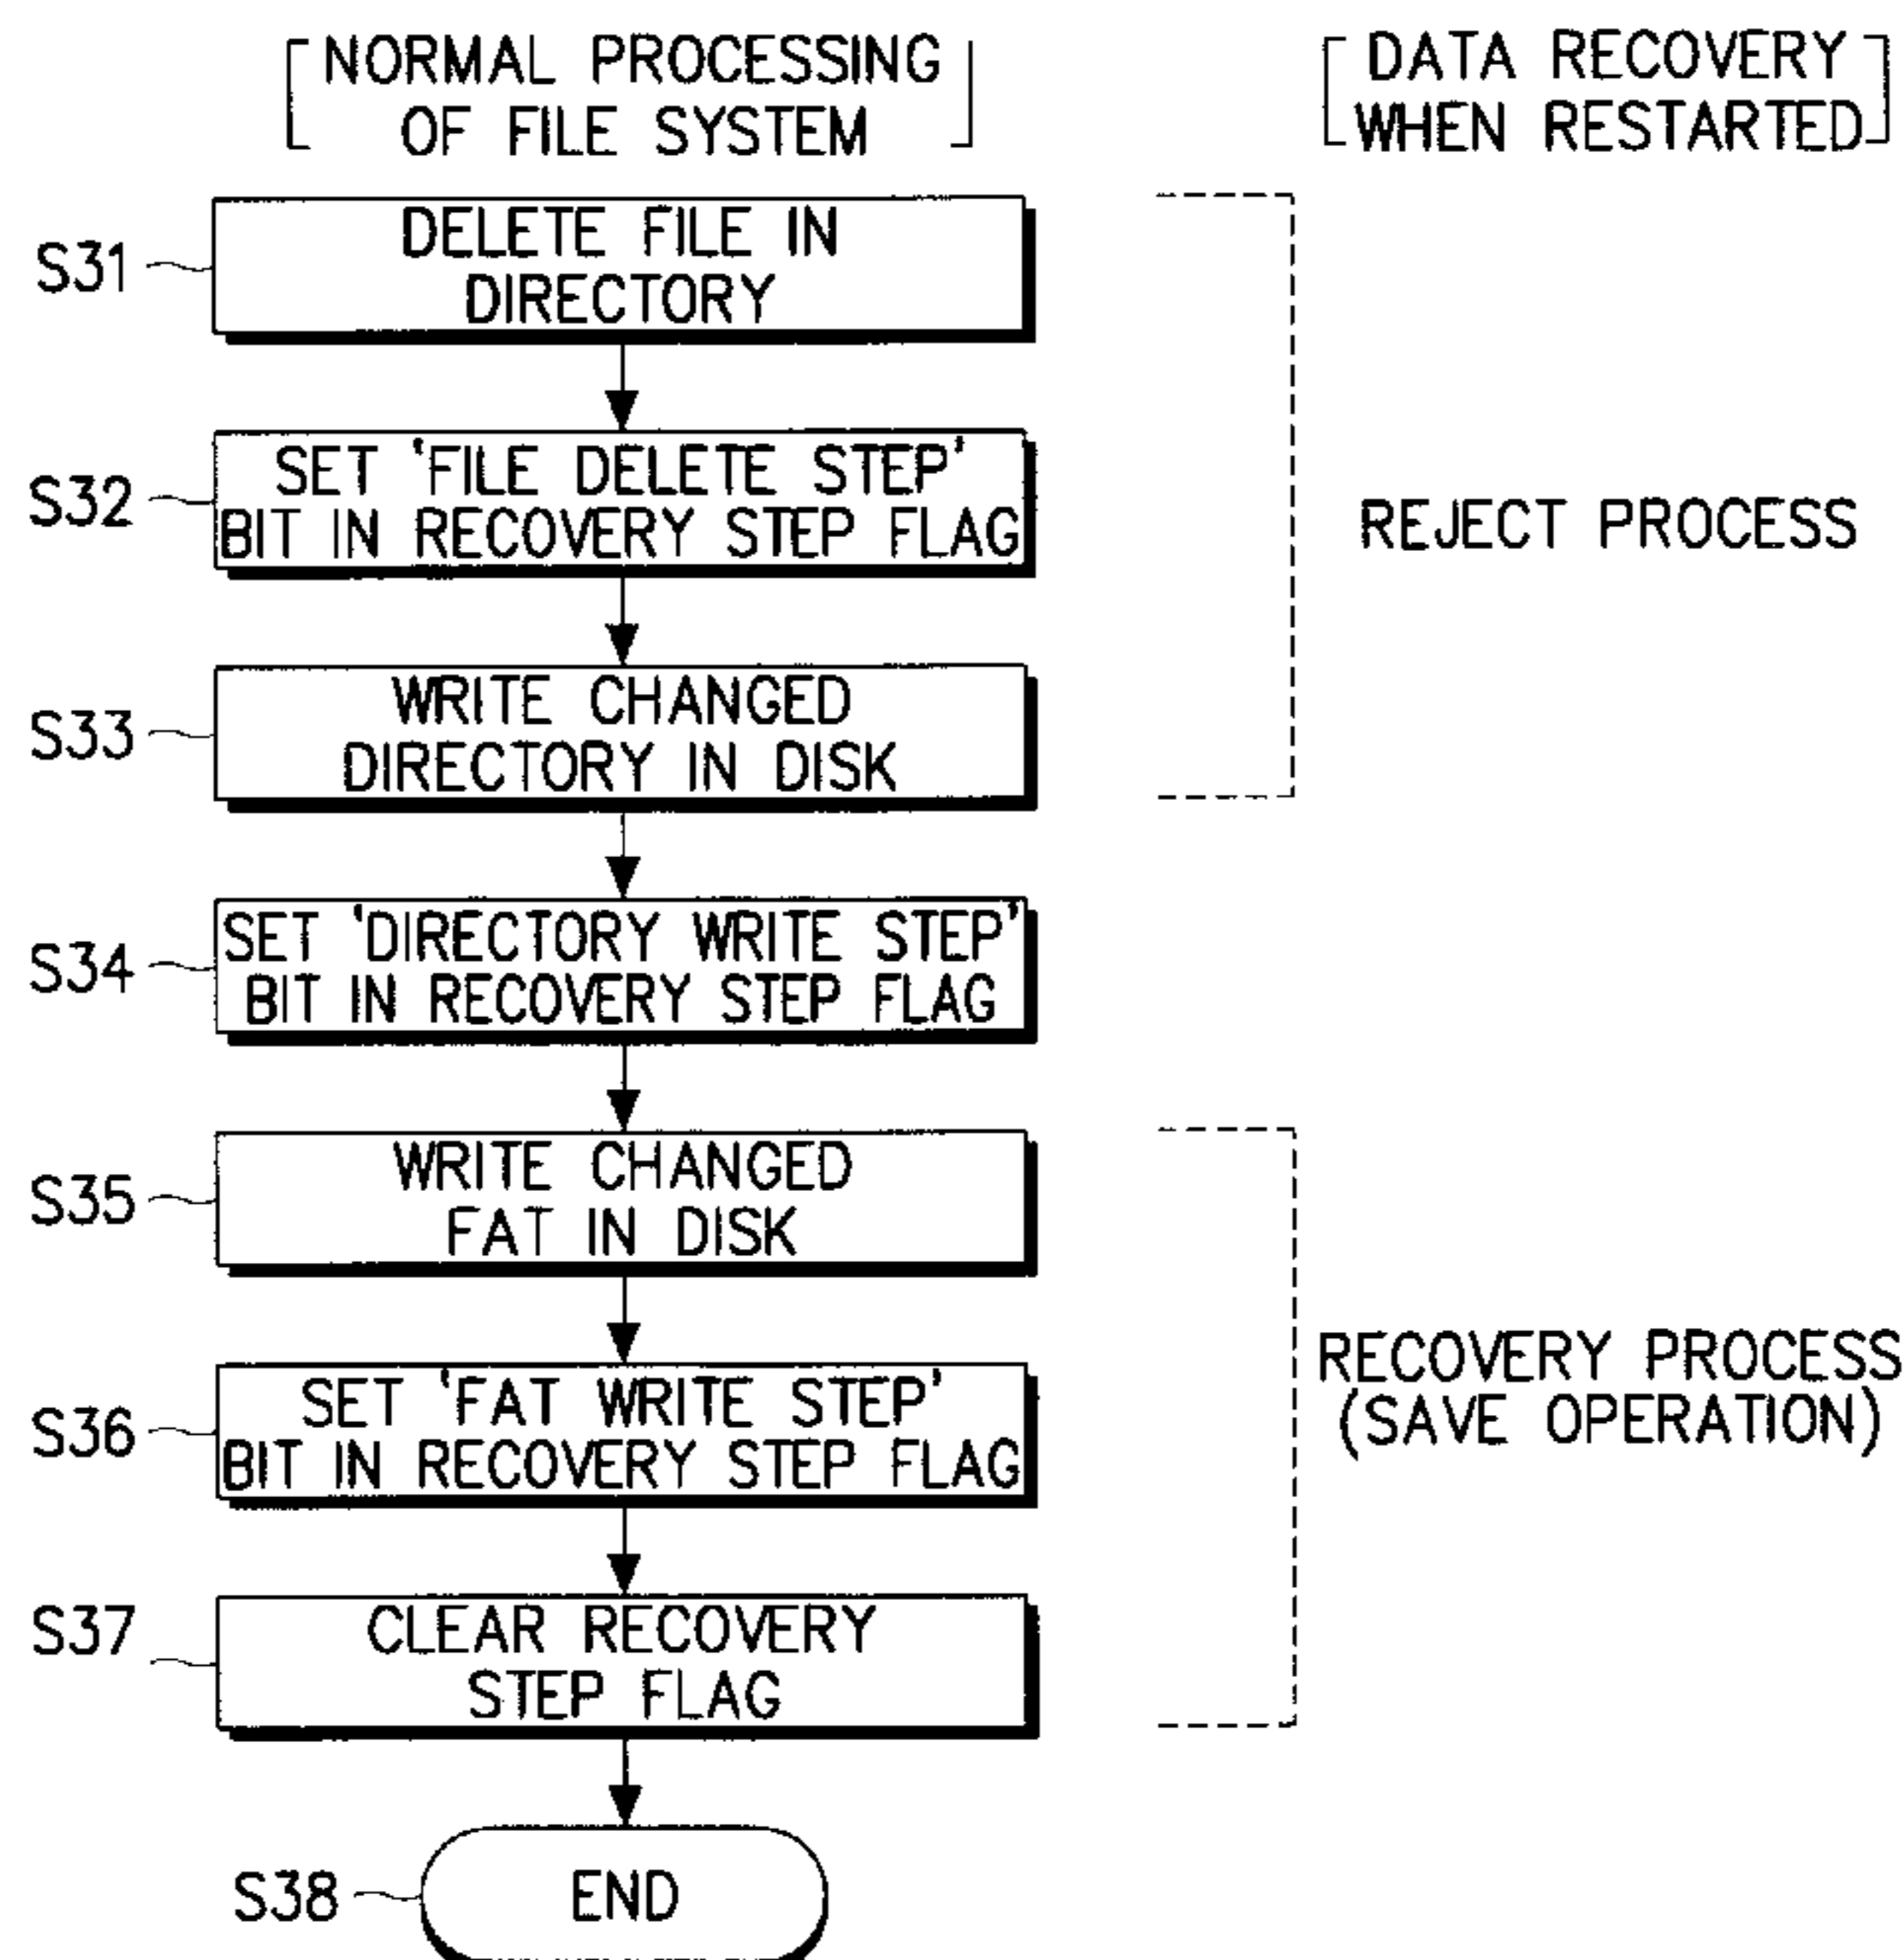 NORMAL PROCESSING
OF FILE SYSTEM
DATA RECOVERY
WHEN RESTARTED
S31
DELETE FILE IN
DIRECTORY
S32
SET 'FILE DELETE STEP'
BIT IN RECOVERY STEP FLAG
REJECT PROCESS
S33
WRITE CHANGED
DIRECTORY IN DISK
S34
SET 'DIRECTORY WRITE STEP'
BIT IN RECOVERY STEP FLAG
S35
WRITE CHANGED
FAT IN DISK
RECOVERY PROCESS
(SAVE OPERATION)
S36
SET 'FAT WRITE STEP'
BIT IN RECOVERY STEP FLAG
S37
CLEAR RECOVERY
STEP FLAG
S38
END